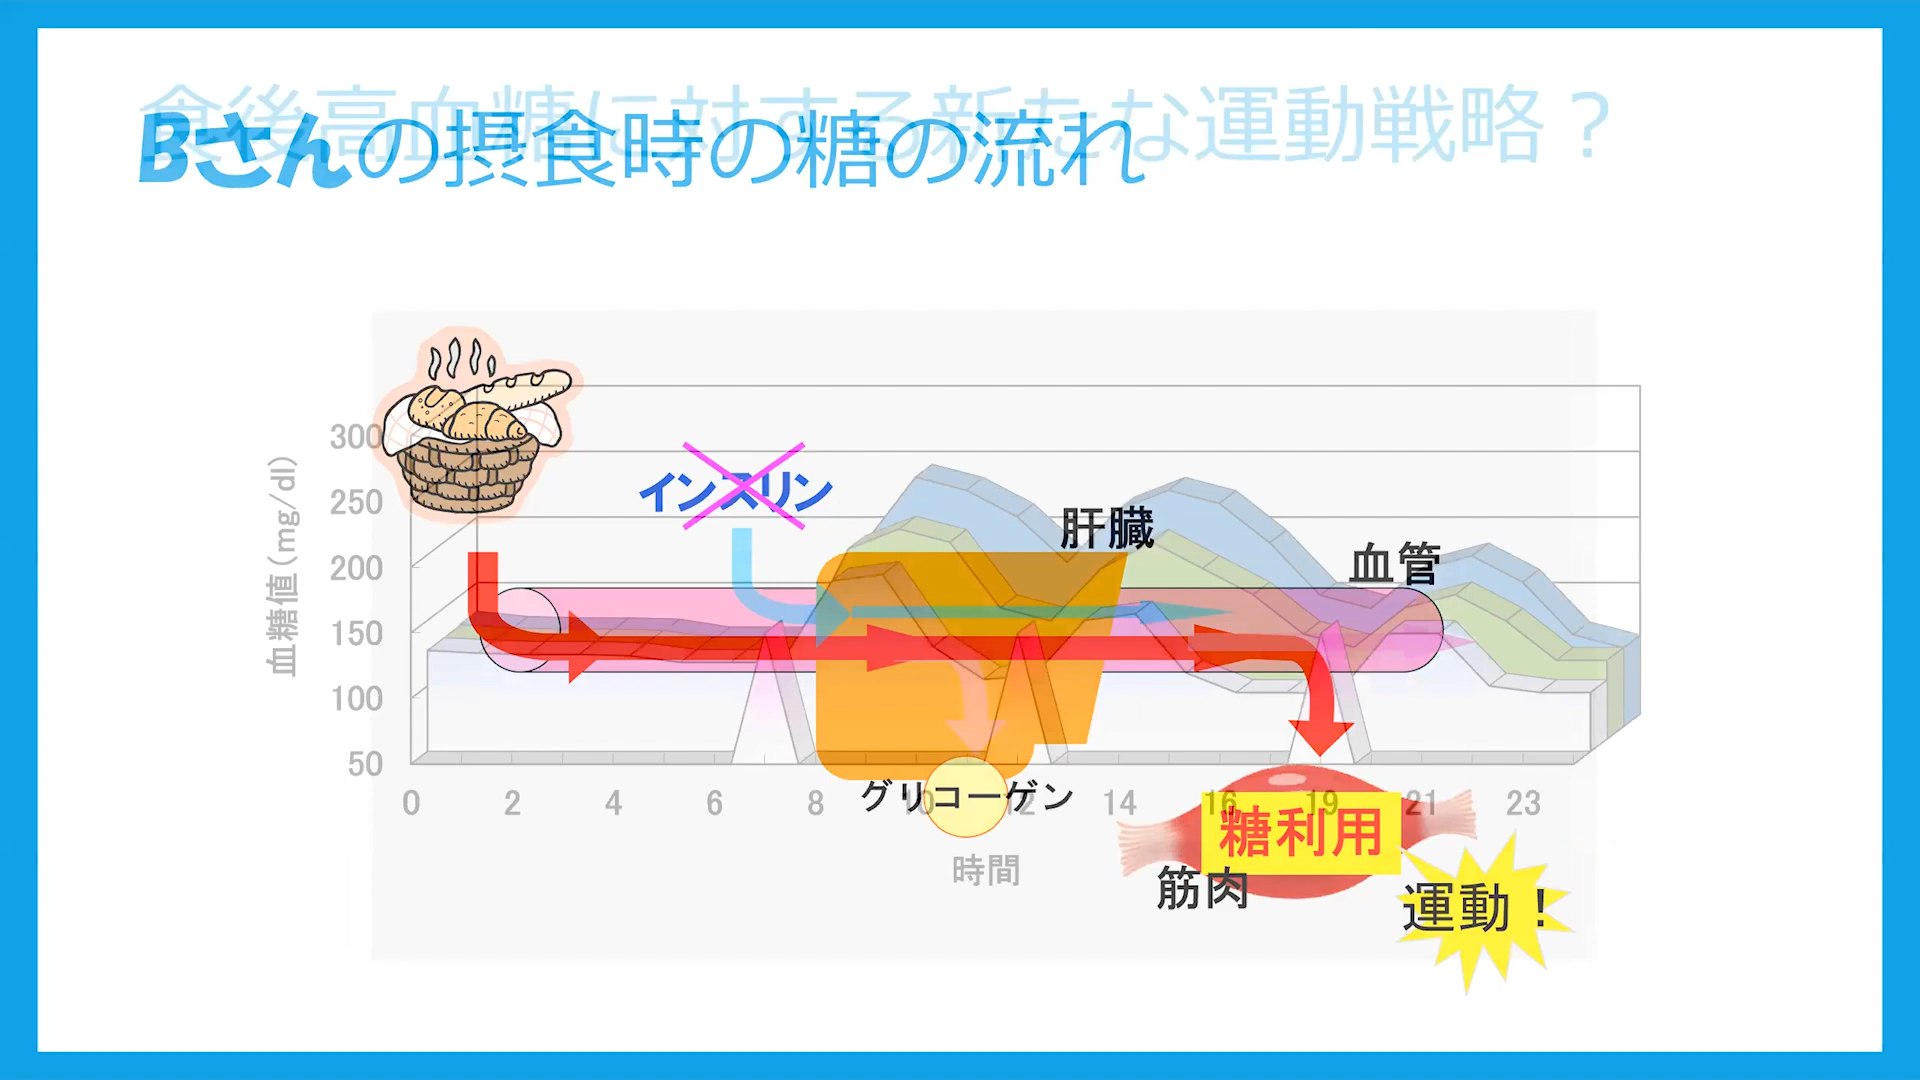 食後高血糖に対する新たな運動戦略？
Bさんの摂食時の糖の流れ
300
250
200
150
100
50
血糖値（mg/dl）
インスリン
肝臓
血管
0 2 4 6 8 10 12 14 16 19 21 23
グリコーゲン
時間
糖利用
筋肉
運動！